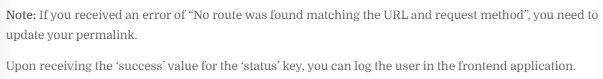 Note: If you received an error of “No route was found matching the URL and request method”, you need to
update your permalink.
Upon receiving the ‘success’ value for the ‘status’ key, you can log the user in the frontend application.